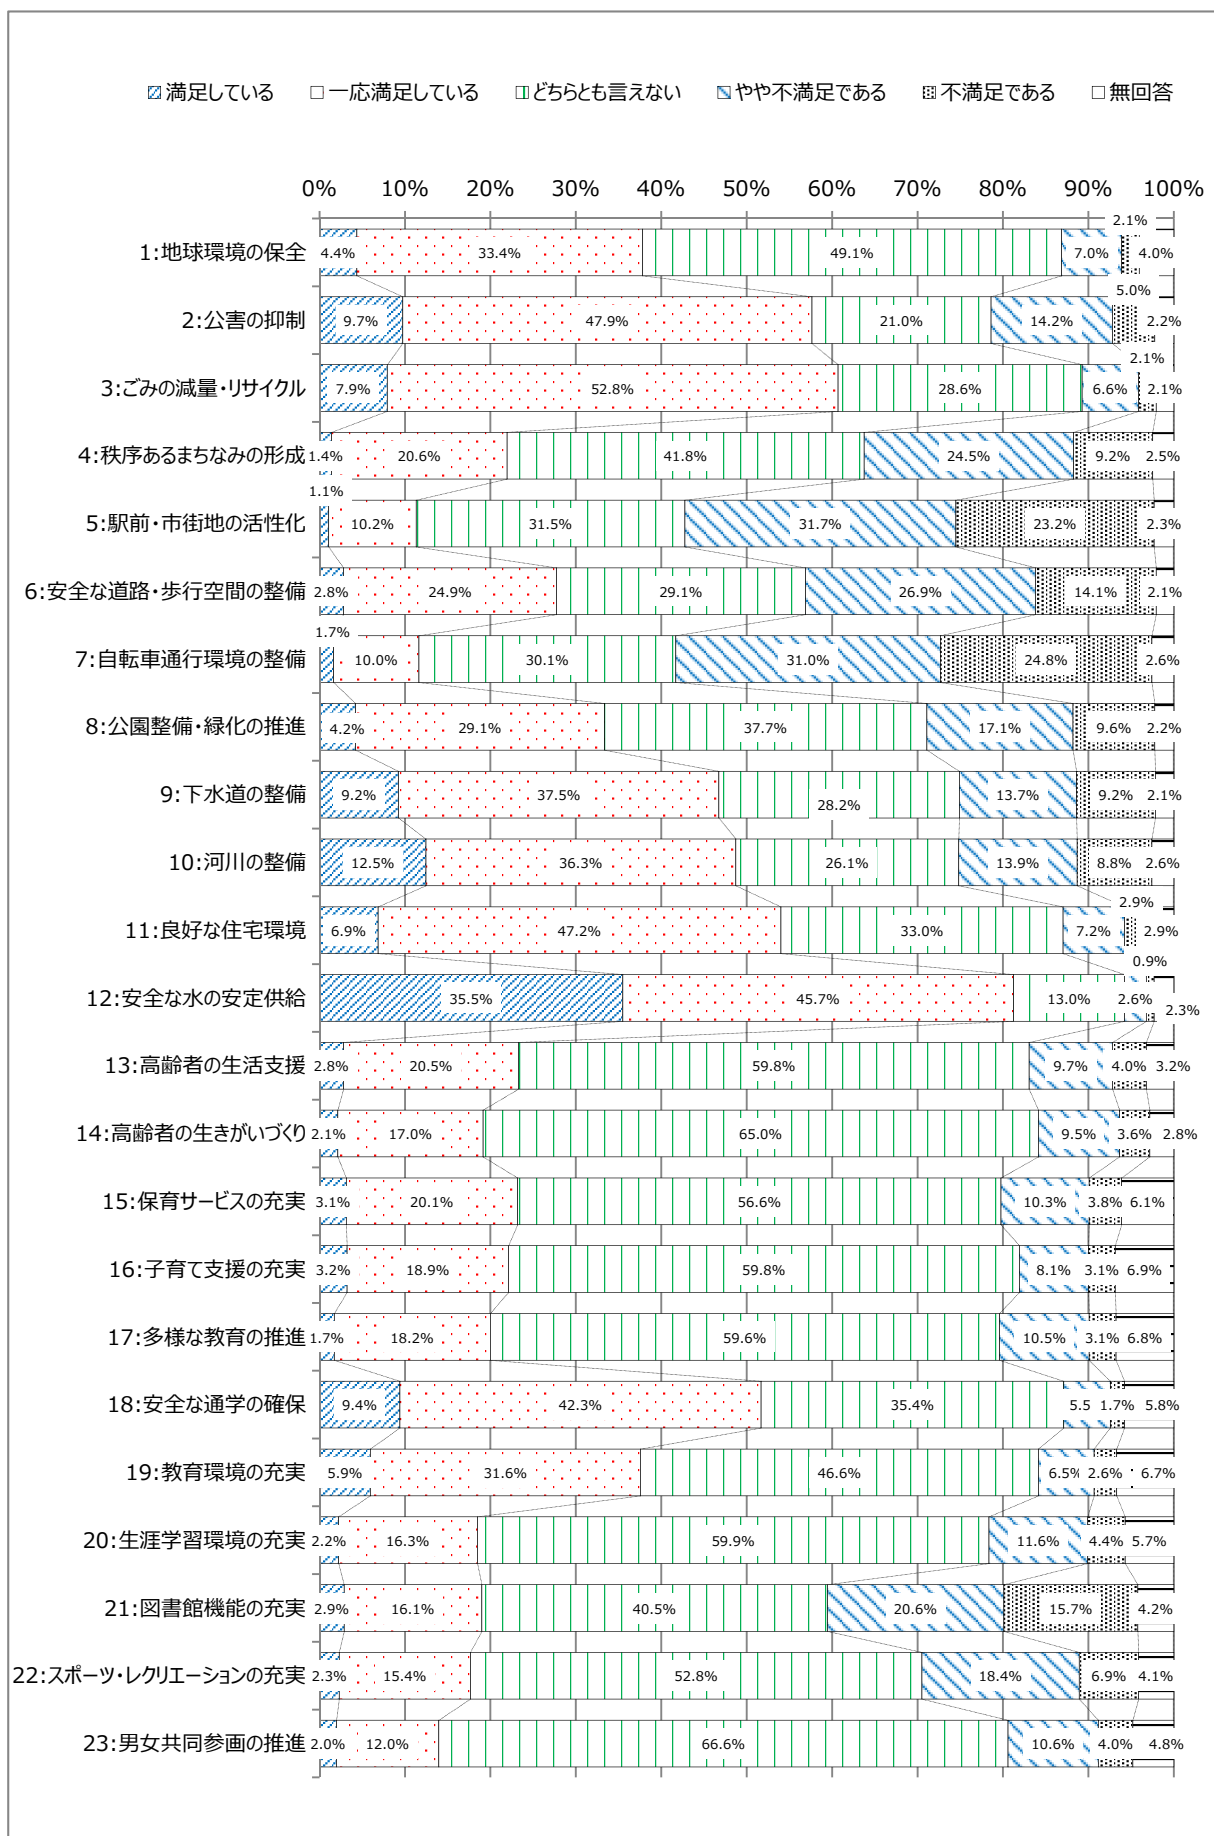 満足している 一応満足している どちらとも言えない やや不満足である 不満足である 無回答
0% 10% 20% 30% 40% 50% 60% 70% 80% 90% 100%
2.1%
1:地球環境の保全 4.4% 33.4% 49.1% 7.0% 4.0%
5.0%
2:公害の抑制 9.7% 47.9% 21.0% 14.2% 2.2%
2.1%
3:ごみの減量・リサイクル 7.9% 52.8% 28.6% 6.6% 2.1%
4:秩序あるまちなみの形成 1.4% 20.6% 41.8% 24.5% 9.2% 2.5%
1.1%
5:駅前・市街地の活性化 10.2% 31.5% 31.7% 23.2% 2.3%
6:安全な道路・歩行空間の整備 2.8% 24.9% 29.1% 26.9% 14.1% 2.1%
1.7%
7:自転車通行環境の整備 10.0% 30.1% 31.0% 24.8% 2.6%
8:公園整備・緑化の推進 4.2% 29.1% 37.7% 17.1% 9.6% 2.2%
9:下水道の整備 9.2% 37.5% 28.2% 13.7% 9.2% 2.1%
10:河川の整備 12.5% 36.3% 26.1% 13.9% 8.8% 2.6%
2.9%
11:良好な住宅環境 6.9% 47.2% 33.0% 7.2% 2.9%
0.9%
12:安全な水の安定供給 35.5% 45.7% 13.0% 2.6% 2.3%
13:高齢者の生活支援 2.8% 20.5% 59.8% 9.7% 4.0% 3.2%
14:高齢者の生きがいづくり 2.1% 17.0% 65.0% 9.5% 3.6% 2.8%
15:保育サービスの充実 3.1% 20.1% 56.6% 10.3% 3.8% 6.1%
16:子育て支援の充実 3.2% 18.9% 59.8% 8.1% 3.1% 6.9%
17:多様な教育の推進 1.7% 18.2% 59.6% 10.5% 3.1% 6.8%
18:安全な通学の確保 9.4% 42.3% 35.4% 5.5 1.7% 5.8%
19:教育環境の充実 5.9% 31.6% 46.6% 6.5% 2.6% 6.7%
20:生涯学習環境の充実 2.2% 16.3% 59.9% 11.6% 4.4% 5.7%
21:図書館機能の充実 2.9% 16.1% 40.5% 20.6% 15.7% 4.2%
22:スポーツ・レクリエーションの充実 2.3% 15.4% 52.8% 18.4% 6.9% 4.1%
23:男女共同参画の推進 2.0% 12.0% 66.6% 10.6% 4.0% 4.8%